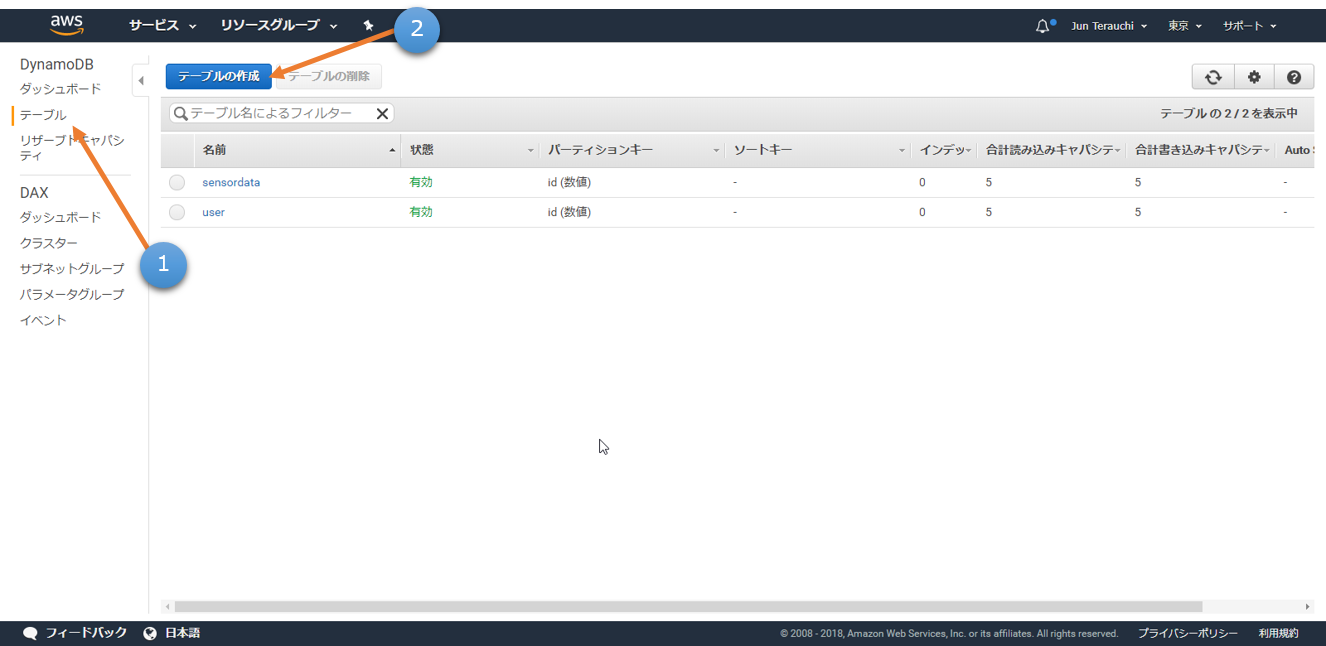 aws サービス リソースグループ Jun Terauchi 東京 サポート
2
DynamoDB
ダッシュボード
テーブル
リザーブドキャパシ
ティ
DAX
ダッシュボード
クラスター
サブネットグループ
パラメータグループ
イベント
1
テーブルの作成 テーブルの削除
テーブル名によるフィルター テーブル の 2 / 2 を表示中
名前 状態 パーティションキー ソートキー インデッ 合計読み込みキャパシテ 合計書き込みキャパシテ Auto
sensordata 有効 id (数値) - 0 5 5 -
user 有効 id (数値) - 0 5 5 -
フィードバック 日本語 © 2008 - 2018, Amazon Web Services, Inc. or its affiliates. All rights reserved. プライバシーポリシー 利用規約